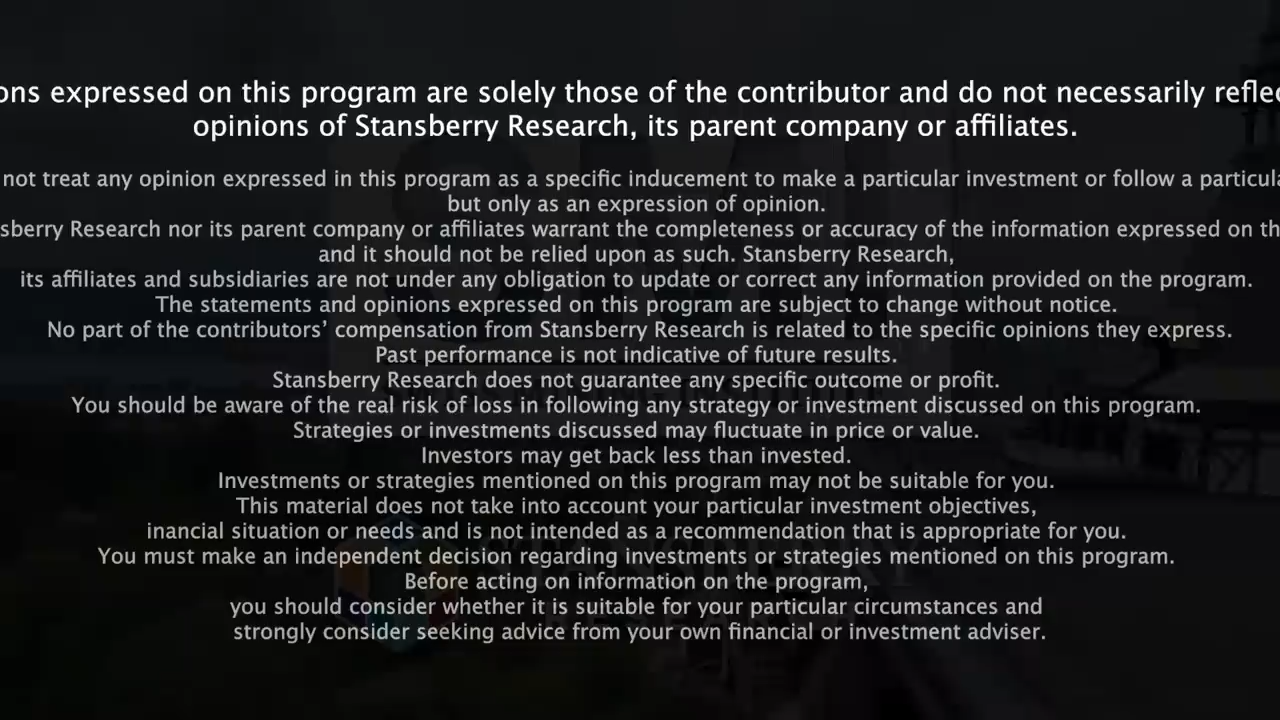 ons expressed on this program are solely those of the contributor and do not necessarily refle
opinions of Stansberry Research, its parent company or affiliates.
not treat any opinion expressed in this program as a specific inducement to make a particular investment or follow a particula
but only as an expression of opinion.
sberry Research nor its parent company or affiliates warrant the completeness or accuracy of the information expressed on th
and it should not be relied upon as such. Stansberry Research,
its affiliates and subsidiaries are not under any obligation to update or correct any information provided on the program.
The statements and opinions expressed on this program are subject to change without notice.
No part of the contributors’ compensation from Stansberry Research is related to the specific opinions they express.
Past performance is not indicative of future results.
Stansberry Research does not guarantee any specific outcome or profit.
You should be aware of the real risk of loss in following any strategy or investment discussed on this program.
Strategies or investments discussed may fluctuate in price or value.
Investors may get back less than invested.
Investments or strategies mentioned on this program may not be suitable for you.
This material does not take into account your particular investment objectives,
inancial situation or needs and is not intended as a recommendation that is appropriate for you.
You must make an independent decision regarding investments or strategies mentioned on this program.
Before acting on information on the program,
you should consider whether it is suitable for your particular circumstances and
strongly consider seeking advice from your own financial or investment adviser.